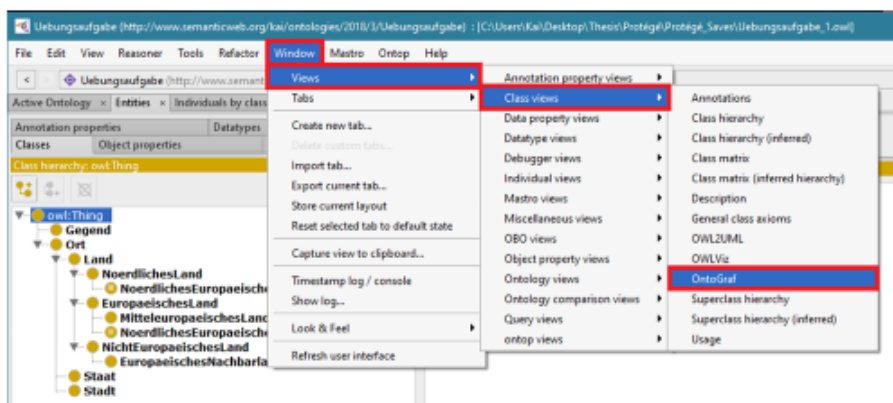 Uebungsaufgabe (http://www.semanticweb.org/kai/ontologies/2018/3/Uebungsaufgabe) : [C:\Users\Kai\Desktop\Thesis\Protégé\Protégé_Saves\Uebungsaufgabe_1.owl]
File Edit View Reasoner Tools Refactor Window Mastro Ontop Help
< Uebungsaufgabe (http://www.semant
Active Ontology × Entities × Individuals by class
Annotation properties Datatypes
Classes Object properties
Class hierarchy: owl:Thing
owl:Thing
Gegend
Ort
Land
NoerdlichesLand
NoerdlichesEuropaeische
EuropaeischesLand
MitteleuropaeischesLand
NoerdlichesEuropaeische
NichtEuropaeischesLand
EuropaeischesNachbarla
Staat
Stadt
Views
Tabs
Create new tab...
Delete custom tabs...
Import tab...
Export current tab...
Store current layout
Reset selected tab to default state
Capture view to clipboard...
Timestamp log / console
Show log...
Look & Feel
Refresh user interface
Annotation property views
Class views
Data property views
Datatype views
Debugger views
Individual views
Mastro views
Miscellaneous views
OBO views
Object property views
Ontology views
Ontology comparison views
Query views
ontop views
Annotations
Class hierarchy
Class hierarchy (inferred)
Class matrix
Class matrix (inferred hierarchy)
Description
General class axioms
OWL2UML
OWLViz
OntoGraf
Superclass hierarchy
Superclass hierarchy (inferred)
Usage